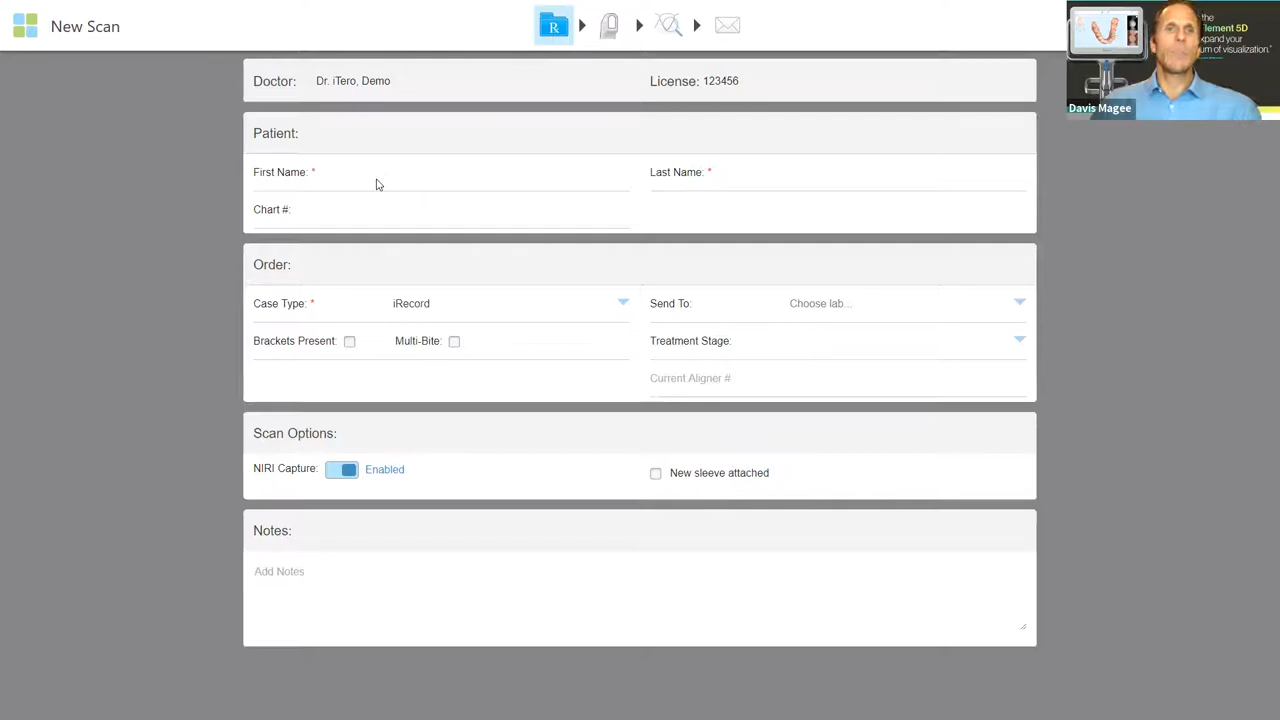 New Scan
R
the
Element 5D
expand your
um of visualization."
Davis Magee
Doctor: Dr. iTero, Demo License: 123456
Patient:
First Name: * Last Name: *
Chart #:
Order:
Case Type: * iRecord Send To: Choose lab...
Brackets Present: Multi-Bite: Treatment Stage:
Current Aligner #
Scan Options:
NIRI Capture: Enabled New sleeve attached
Notes:
Add Notes